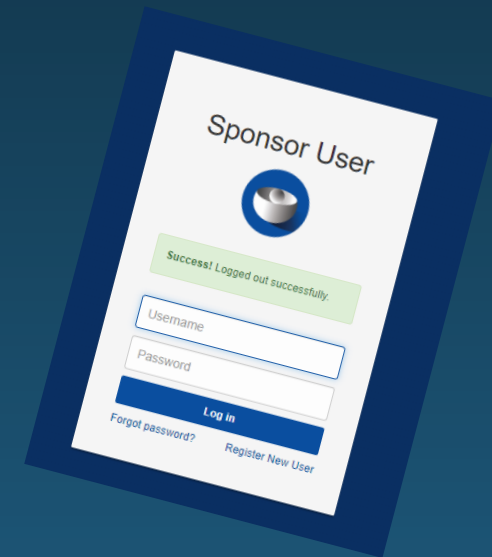 Sponsor User
Success! Logged out successfully.
Username
Password
Log in
Forgot password? Register New User